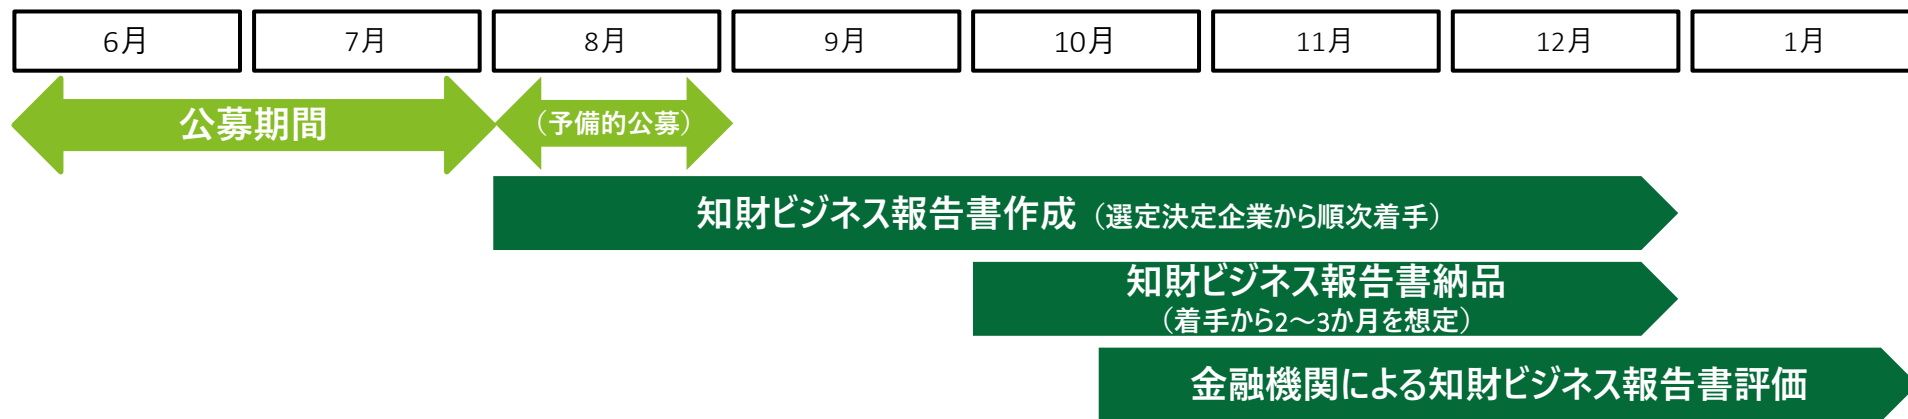 6月 7月 8月 9月 10月 11月 12月 1月
公募期間 （予備的公募）
知財ビジネス報告書作成（選定決定企業から順次着手）
知財ビジネス報告書納品
（着手から2～3か月を想定）
金融機関による知財ビジネス報告書評価